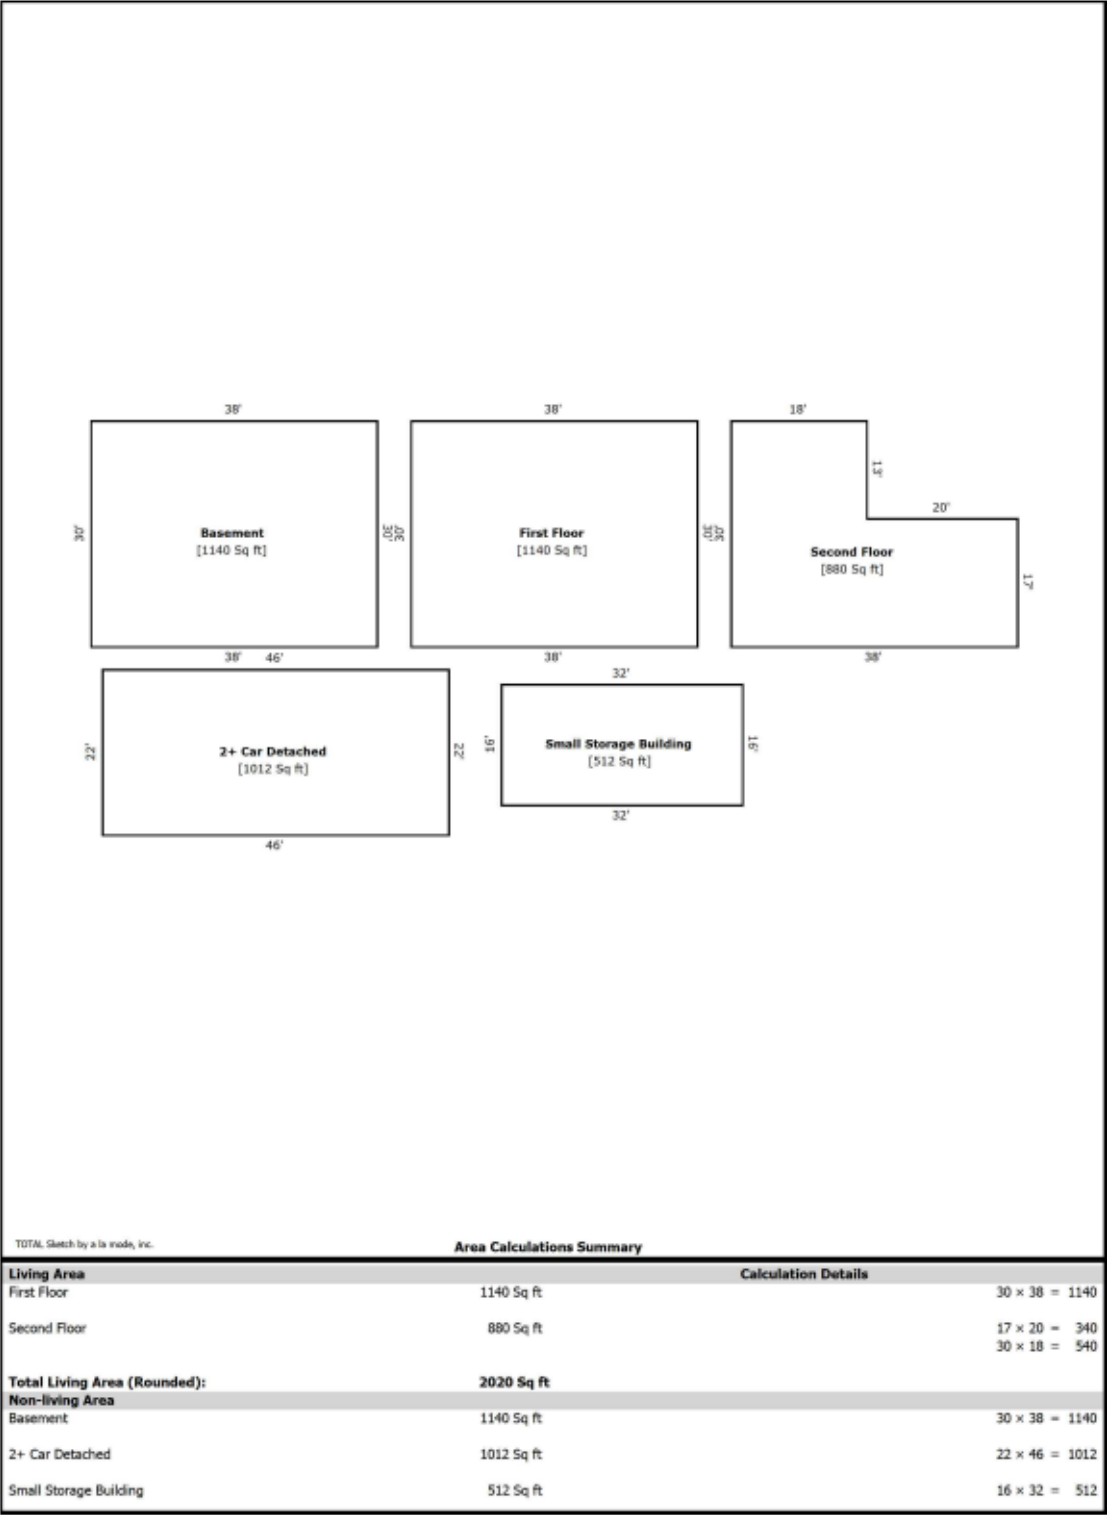 38'
38'
18'
13'
20'
30'
Basement
[1140 Sq ft]
30'
30'
First Floor
[1140 Sq ft]
30'
30'
Second Floor
[880 Sq ft]
17'
38'
46'
38'
38'
32'
22'
2+ Car Detached
[1012 Sq ft]
22'
16'
Small Storage Building
[512 Sq ft]
16'
32'
46'
TOTAL Sketch by a la mode, inc.
Area Calculations Summary
Living Area Calculation Details
First Floor 1140 Sq ft 30 × 38 = 1140
Second Floor 880 Sq ft 17 × 20 = 340
30 × 18 = 540
Total Living Area (Rounded): 2020 Sq ft
Non-living Area
Basement 1140 Sq ft 30 × 38 = 1140
2+ Car Detached 1012 Sq ft 22 × 46 = 1012
Small Storage Building 512 Sq ft 16 × 32 = 512